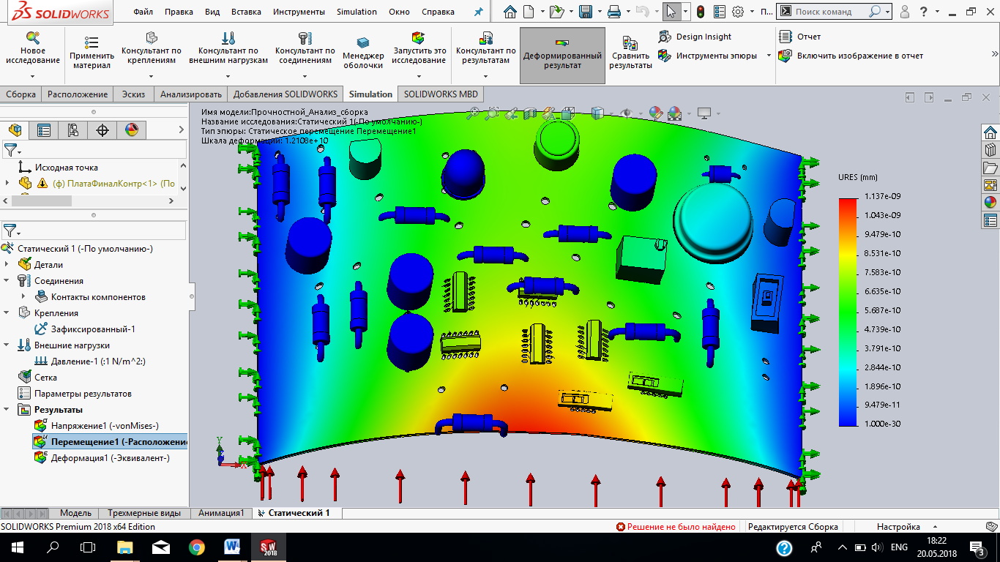 SOLIDWORKS
Файл Правка Вид Вставка Инструменты Simulation Окно Справка
П...
Поиск команд
Новое исследование
Применить материал
Консультант по креплениям
Консультант по внешним нагрузкам
Консультант по соединениям
Менеджер оболочки
Запустить это исследование
Консультант по результатам
Деформированный результат
Сравнить результаты
Design Insight
Инструменты эпюры
Отчет
Включить изображение в отчет
Сборка Расположение Эскиз Анализировать Добавления SOLIDWORKS Simulation SOLIDWORKS MBD
Имя модели:Прочностной_Анализ_сборка
Название исследования:Статический 1(-По умолчанию-)
Тип эпюры: Статическое перемещение Перемещение1
Шкала деформации: 1.2108e+10
Исходная точка
(ф) ПлатаФиналКонтр<1> (По
Статический 1 (-По умолчанию-)
Детали
Соединения
Контакты компонентов
Крепления
Зафиксированный-1
Внешние нагрузки
Давление-1 (:1 N/m^2:)
Сетка
Параметры результатов
Результаты
Напряжение1 (-vonMises-)
Перемещение1 (-Расположение
Деформация1 (-Эквивалент-)
URES (mm)
1.137e-09
1.043e-09
9.479e-10
8.531e-10
7.583e-10
6.635e-10
5.687e-10
4.739e-10
3.791e-10
2.844e-10
1.896e-10
9.479e-11
1.000e-30
Y
X
Модель Трехмерные виды Анимация1 Статический 1
SOLIDWORKS Premium 2018 x64 Edition
Решение не было найдено Редактируется Сборка Настройка
ENG
18:22
20.05.2018
3